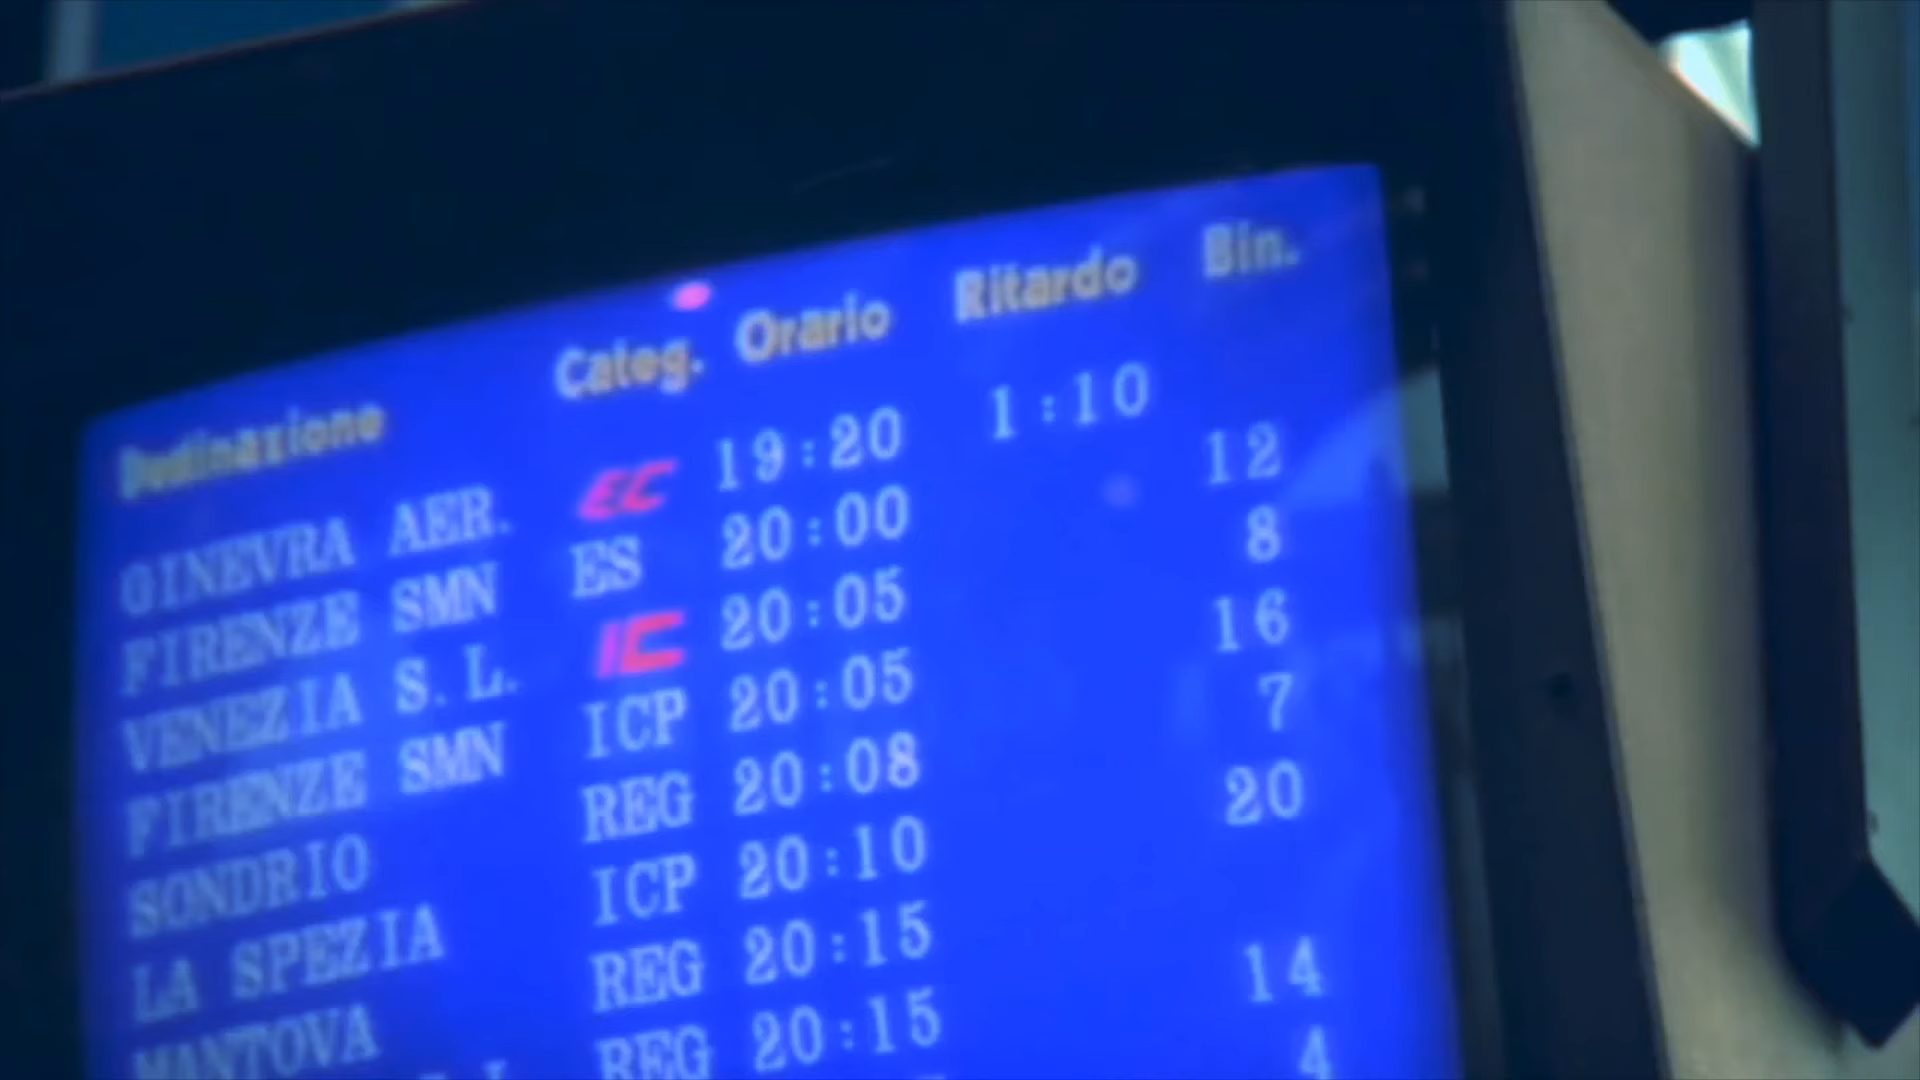 Destinazione Categ. Orario Ritardo Bin.
GINEVRA AER. EC 19:20 1:10
FIRENZE SMN ES 20:00 12
VENEZIA S.L. IC 20:05 8
FIRENZE SMN ICP 20:05 16
SONDRIO REG 20:08 7
LA SPEZIA ICP 20:10 20
MANTOVA REG 20:15
REG 20:15 14
4